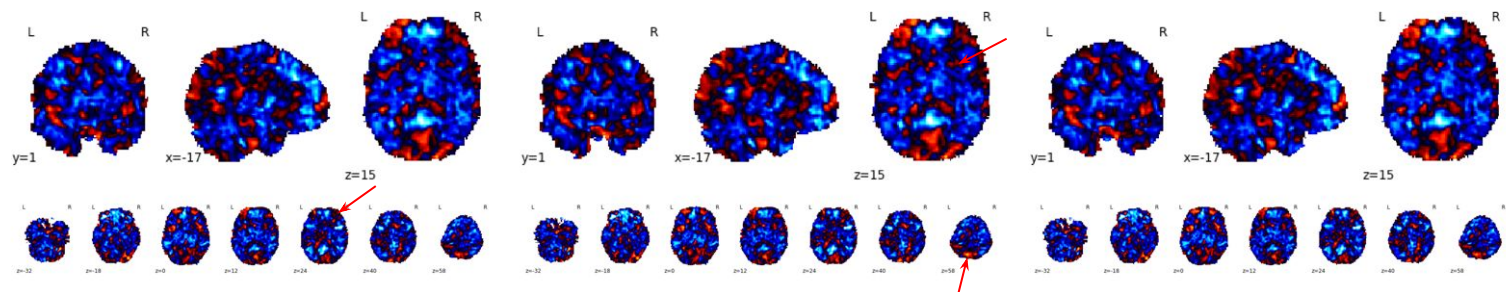 L R L R
y=1 x=-17 z=15
L R L R L R L R L R L R L R
z=-32 z=-18 z=0 z=12 z=24 z=40 z=58
L R L R
y=1 x=-17 z=15
L R L R L R L R L R L R L R
z=-32 z=-18 z=0 z=12 z=24 z=40 z=58
L R L R
y=1 x=-17 z=15
L R L R L R L R L R L R L R
z=-32 z=-18 z=0 z=12 z=24 z=40 z=58